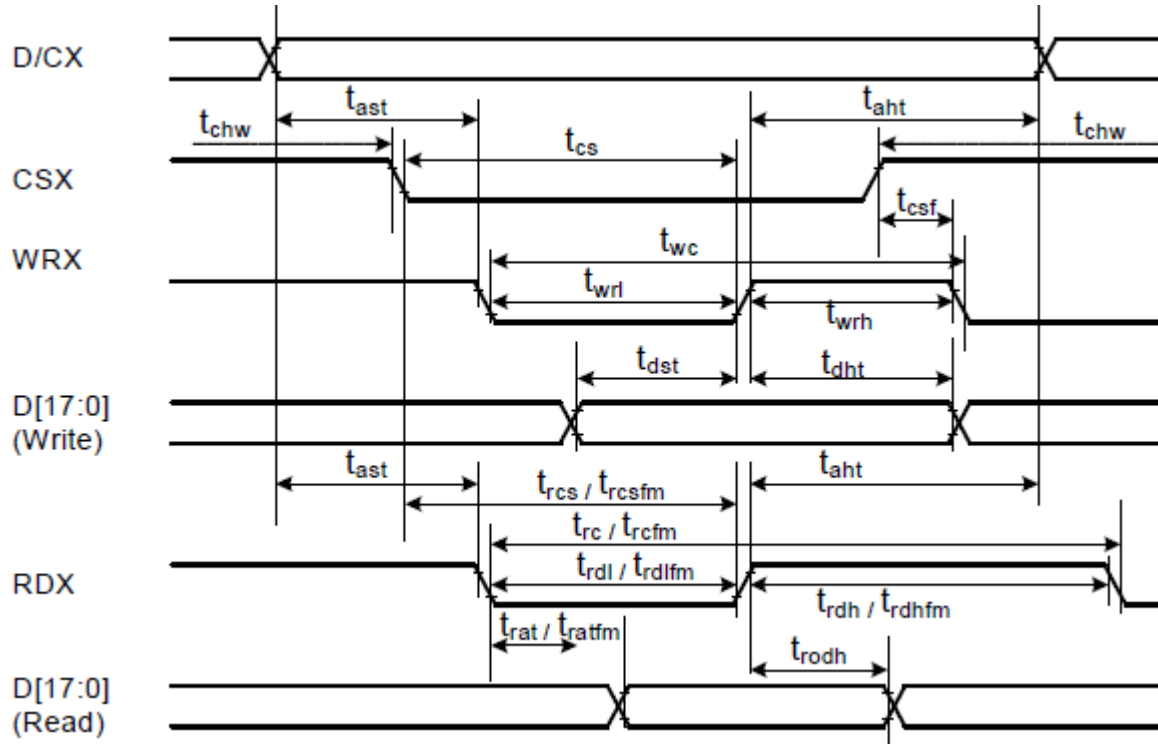 D/CX
tast
taht
tchw
tchw
tcs
CSX
tcsf
WRX
twc
twrl
twrh
tdst
tdht
D[17:0]
(Write)
tast
taht
trcs / trcsfm
trc / trcfm
RDX
trdl / trdlfm
trdh / trdhfm
trat / tratfm
trodh
D[17:0]
(Read)